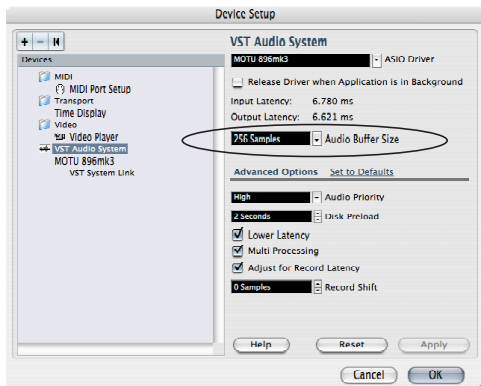 Device Setup
+ −
Devices
MIDI
MIDI Port Setup
Transport
Time Display
Video
Video Player
VST Audio System
MOTU 896mk3
VST System Link
VST Audio System
MOTU 896mk3 ASIO Driver
Release Driver when Application is in Background
Input Latency: 6.780 ms
Output Latency: 6.621 ms
256 Samples Audio Buffer Size
Advanced Options Set to Defaults
High Audio Priority
2 Seconds Disk Preload
Lower Latency
Multi Processing
Adjust for Record Latency
0 Samples Record Shift
Help Reset Apply
Cancel OK